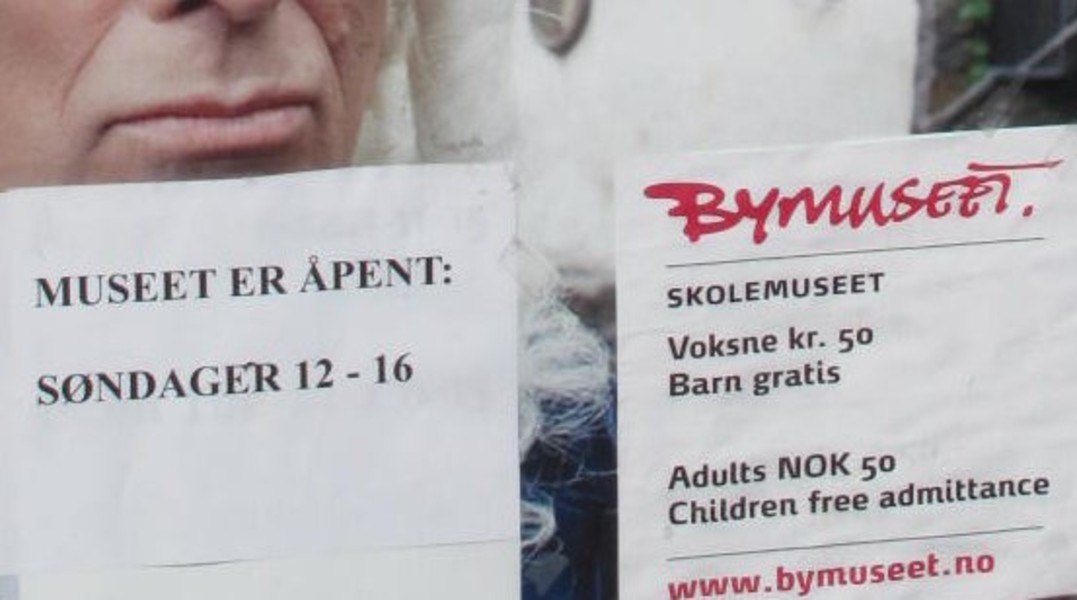 MUSEET ER ÅPENT:
SØNDAGER 12 - 16
BYMUSEET.
SKOLEMUSEET
Voksne kr. 50
Barn gratis
Adults NOK 50
Children free admittance
www.bymuseet.no